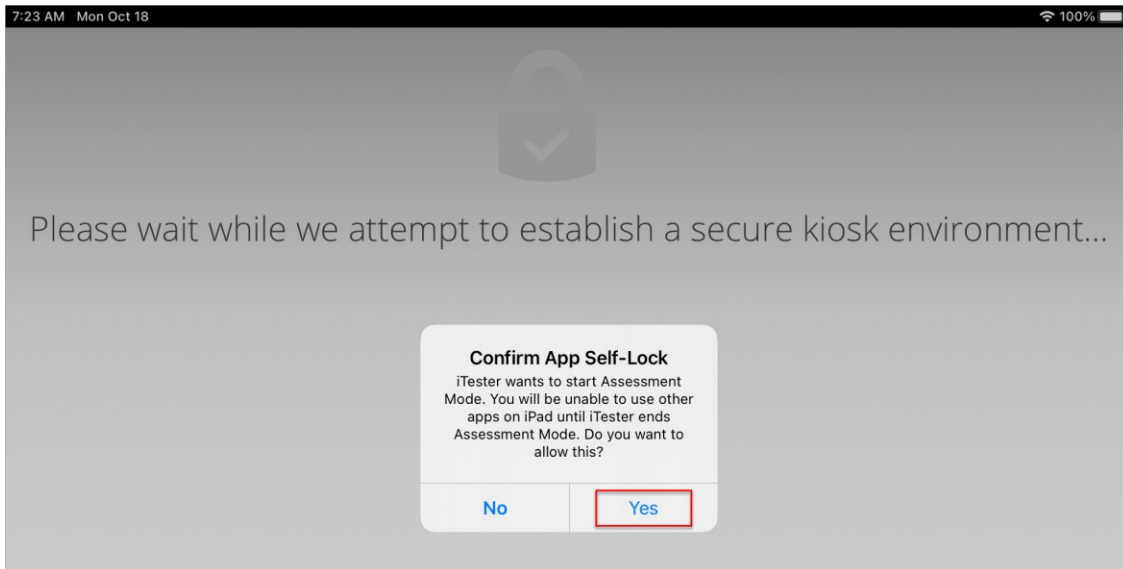 7:23 AM Mon Oct 18 100%
Please wait while we attempt to establish a secure kiosk environment...
Confirm App Self-Lock
iTester wants to start Assessment
Mode. You will be unable to use other
apps on iPad until iTester ends
Assessment Mode. Do you want to
allow this?
No Yes